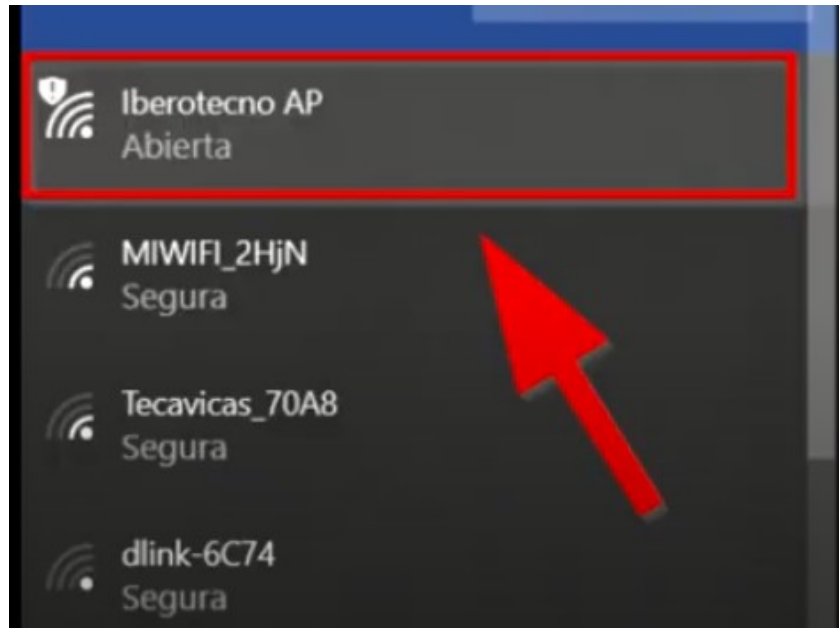 Iberotecno AP
Abierta
MIWIFI_2HjN
Segura
Tecavicas_70A8
Segura
dlink-6C74
Segura